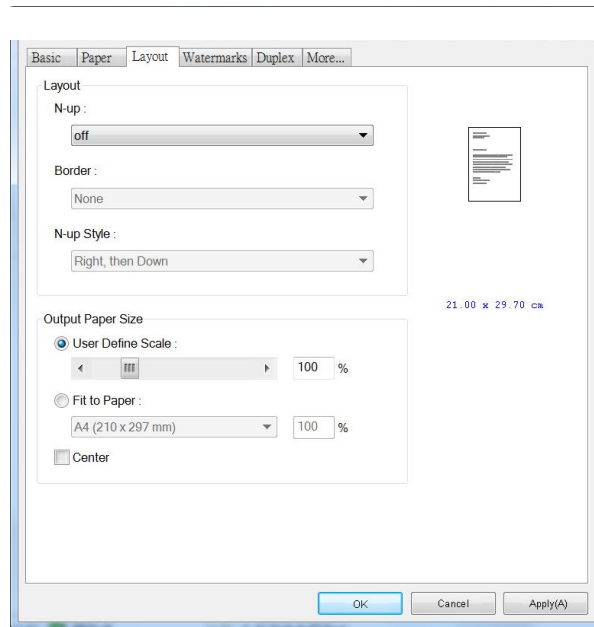 Basic Paper Layout Watermarks Duplex More...
Layout
N-up :
off
Border :
None
N-up Style :
Right, then Down
21.00 x 29.70 cm
Output Paper Size
User Define Scale :
100 %
Fit to Paper :
A4 (210 x 297 mm) 100 %
Center
OK Cancel Apply(A)